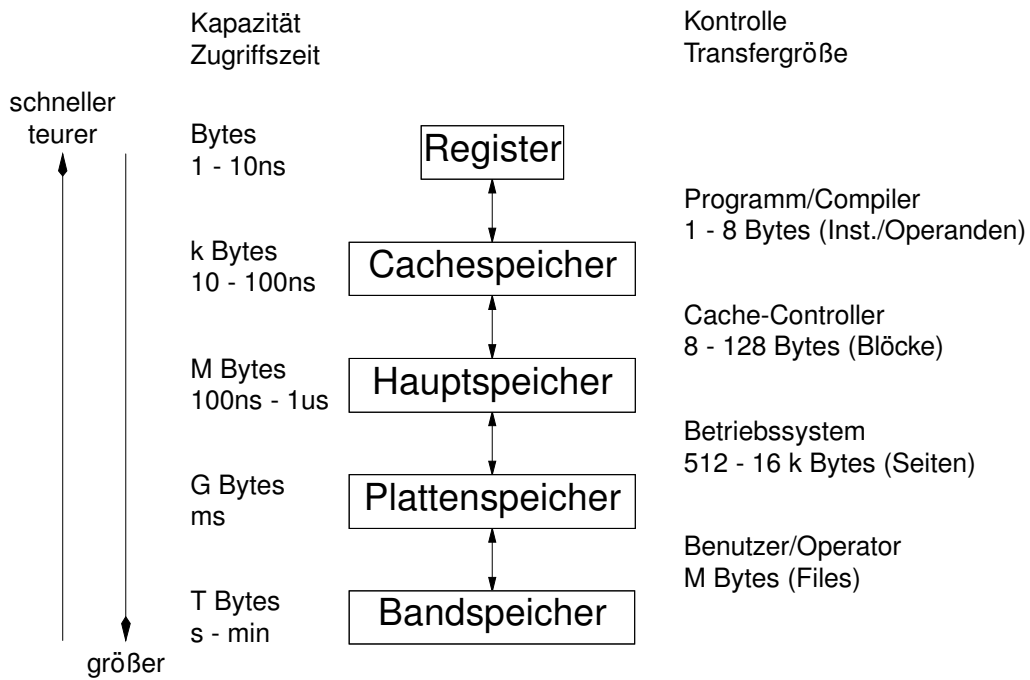 Kapazität
Zugriffszeit
Kontrolle
Transfergröße
schneller
teurer
Bytes
1 - 10ns
Register
Programm/Compiler
1 - 8 Bytes (Inst./Operanden)
k Bytes
10 - 100ns
Cachespeicher
Cache-Controller
8 - 128 Bytes (Blöcke)
M Bytes
100ns - 1us
Hauptspeicher
Betriebssystem
512 - 16 k Bytes (Seiten)
G Bytes
ms
Plattenspeicher
Benutzer/Operator
M Bytes (Files)
T Bytes
s - min
Bandspeicher
größer